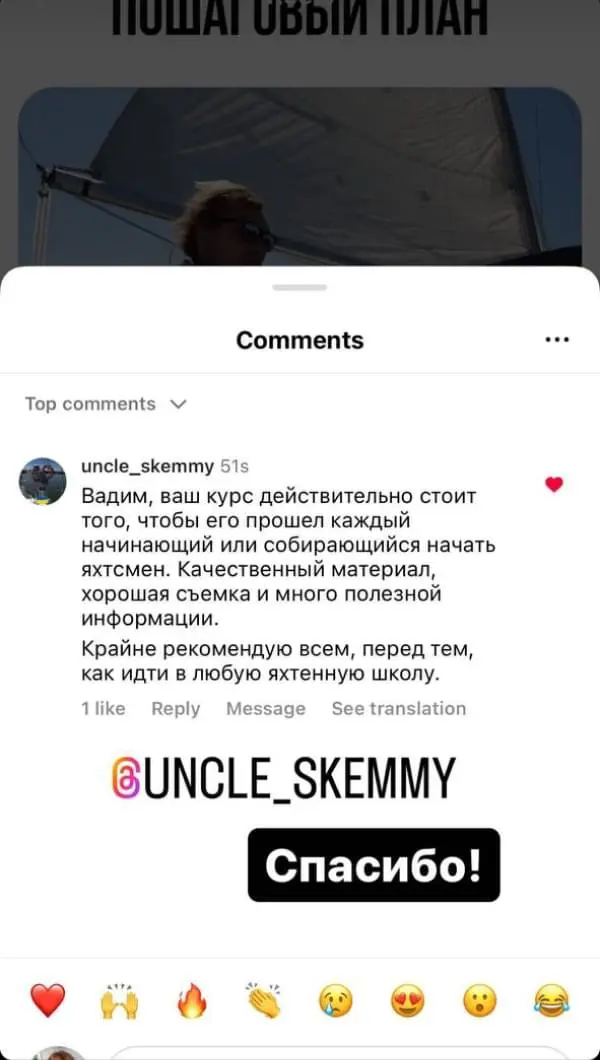 ПОШАГОВЫЙ ПЛАН
Comments
Top comments
uncle_skemmy 51s
Вадим, ваш курс действительно стоит
того, чтобы его прошел каждый
начинающий или собирающийся начать
яхтсмен. Качественный материал,
хорошая съемка и много полезной
информации.
Крайне рекомендую всем, перед тем,
как идти в любую яхтенную школу.
1 like Reply Message See translation
@UNCLE_SKEMMY
Спасибо!